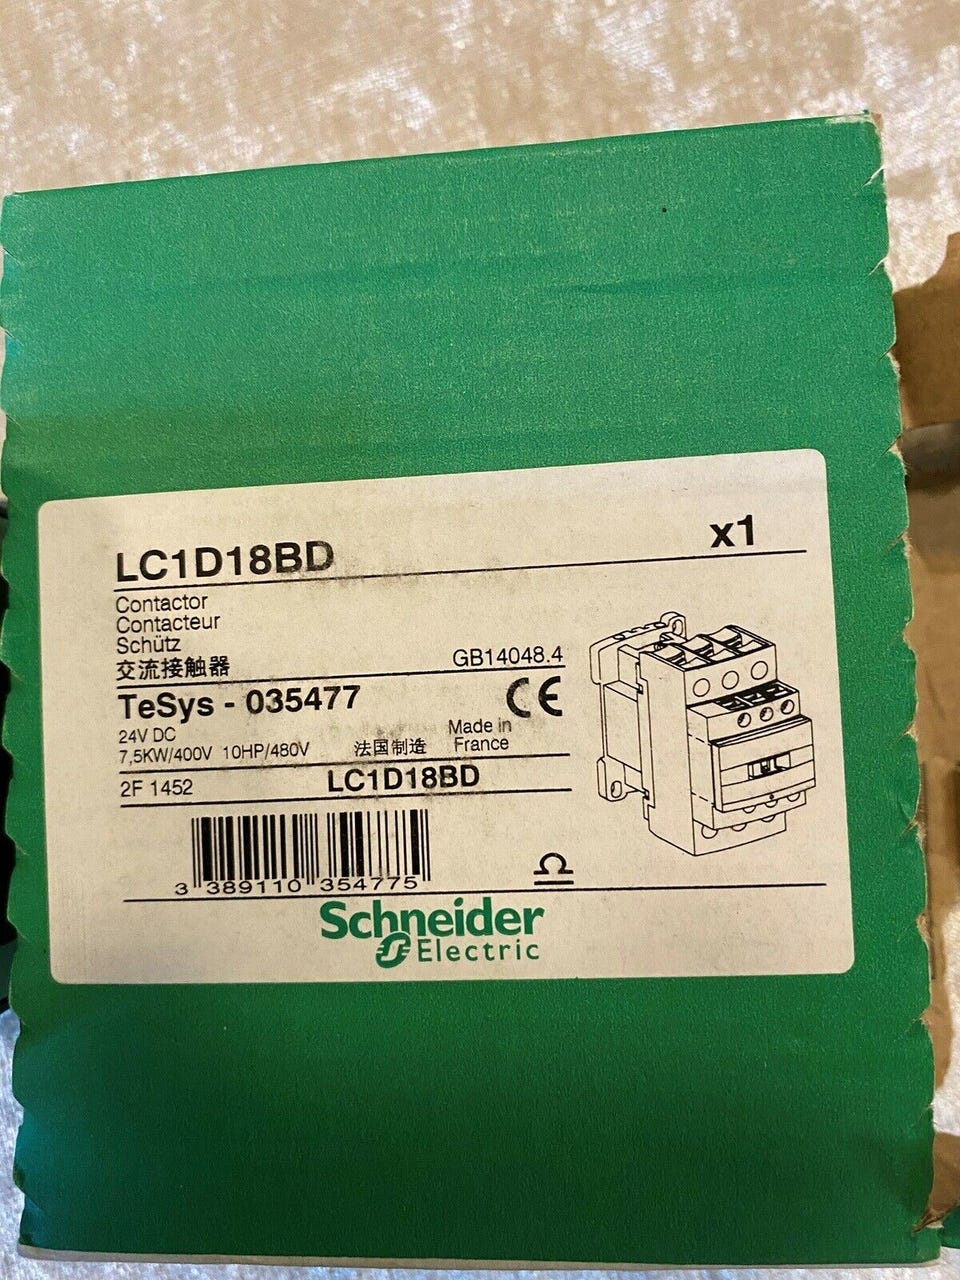 LC1D18BD x1
Contactor
Contacteur
Schütz
交流接触器 GB14048.4
TeSys - 035477 CE
24V DC
7,5KW/400V 10HP/480V 法国制造 Made in France
2F 1452 LC1D18BD
3 389110 354775
Schneider
Electric